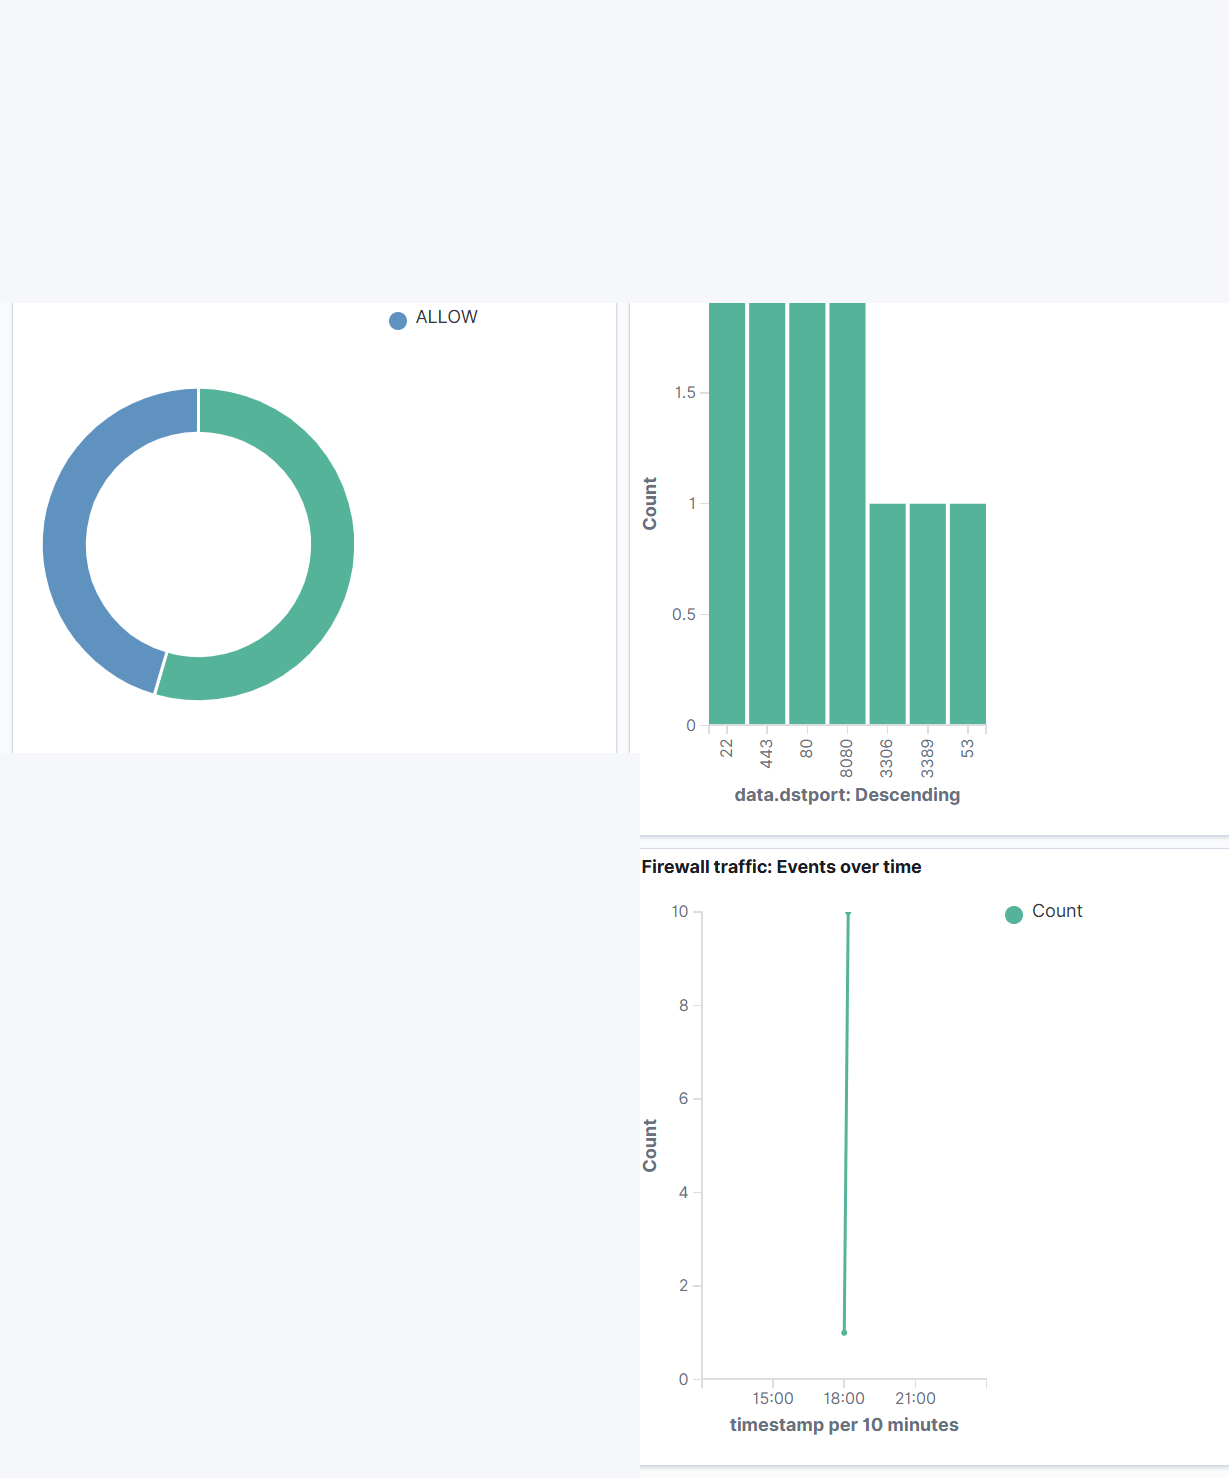 ALLOW
1.5
1
0.5
0
Count
22
443
80
8080
3306
3389
53
data.dstport: Descending
Firewall traffic: Events over time
10
8
6
4
2
0
Count
Count
15:00 18:00 21:00
timestamp per 10 minutes